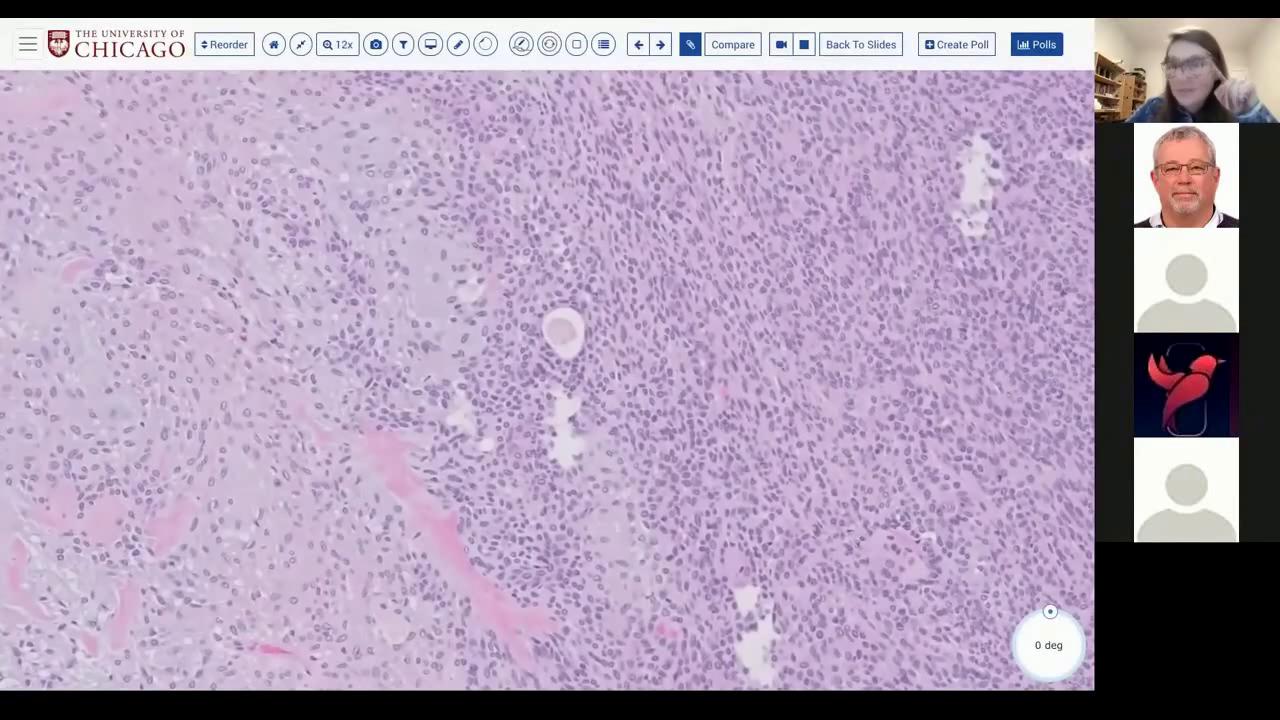 THE UNIVERSITY OF
CHICAGO
Reorder
12x
Compare
Back To Slides
Create Poll
Polls
0 deg